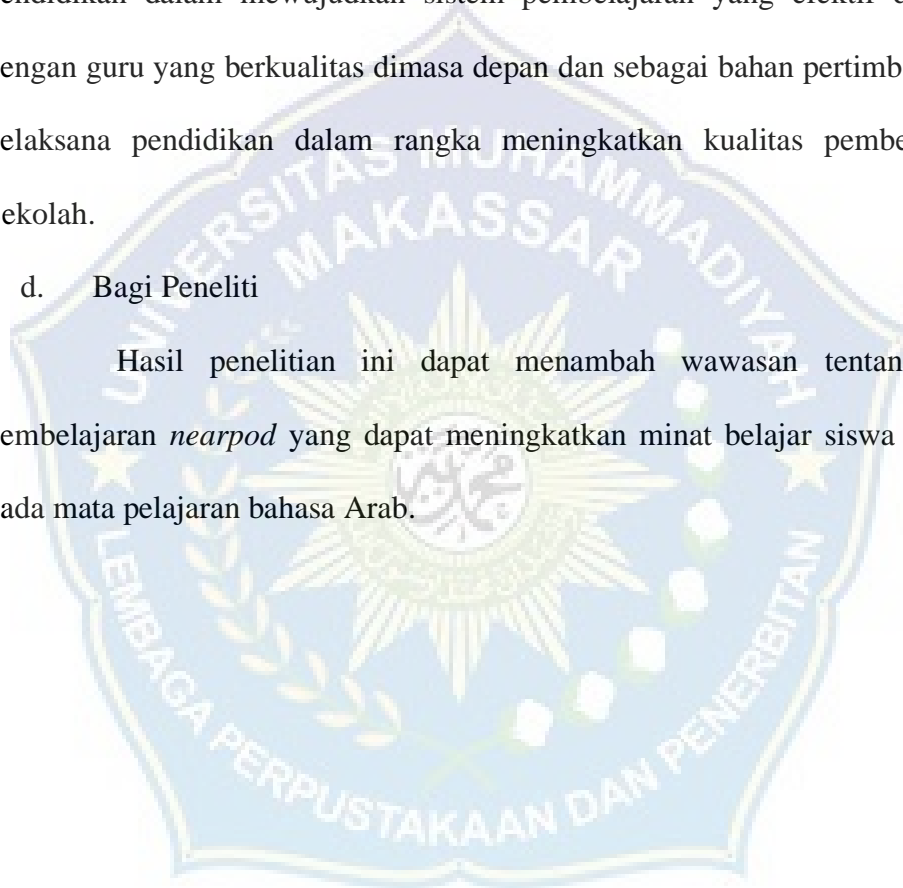 endidikan dalam mewujudkan sistem pembelajaran yang efektif
engan guru yang berkualitas dimasa depan dan sebagai bahan pertimb
elaksana pendidikan dalam rangka meningkatkan kualitas pembe
ekolah.
d. Bagi Peneliti
Hasil penelitian ini dapat menambah wawasan tentan
embelajaran nearpod yang dapat meningkatkan minat belajar siswa
ada mata pelajaran bahasa Arab.
UNIVERSITAS MUHAMMADIYAH
MAKASSAR
LEMBAGA PERPUSTAKAAN DAN PENERBITAN